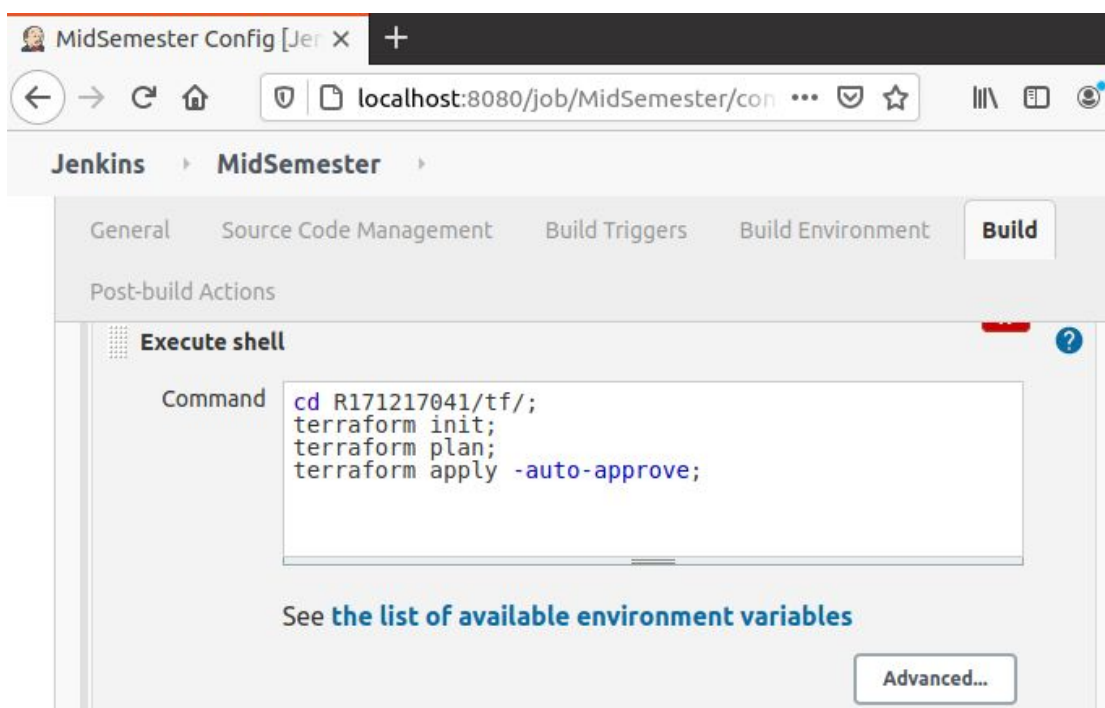 MidSemester Config [Jen
localhost:8080/job/MidSemester/con
Jenkins MidSemester
General Source Code Management Build Triggers Build Environment Build
Post-build Actions
Execute shell
Command
cd R171217041/tf/;
terraform init;
terraform plan;
terraform apply -auto-approve;
See the list of available environment variables
Advanced...